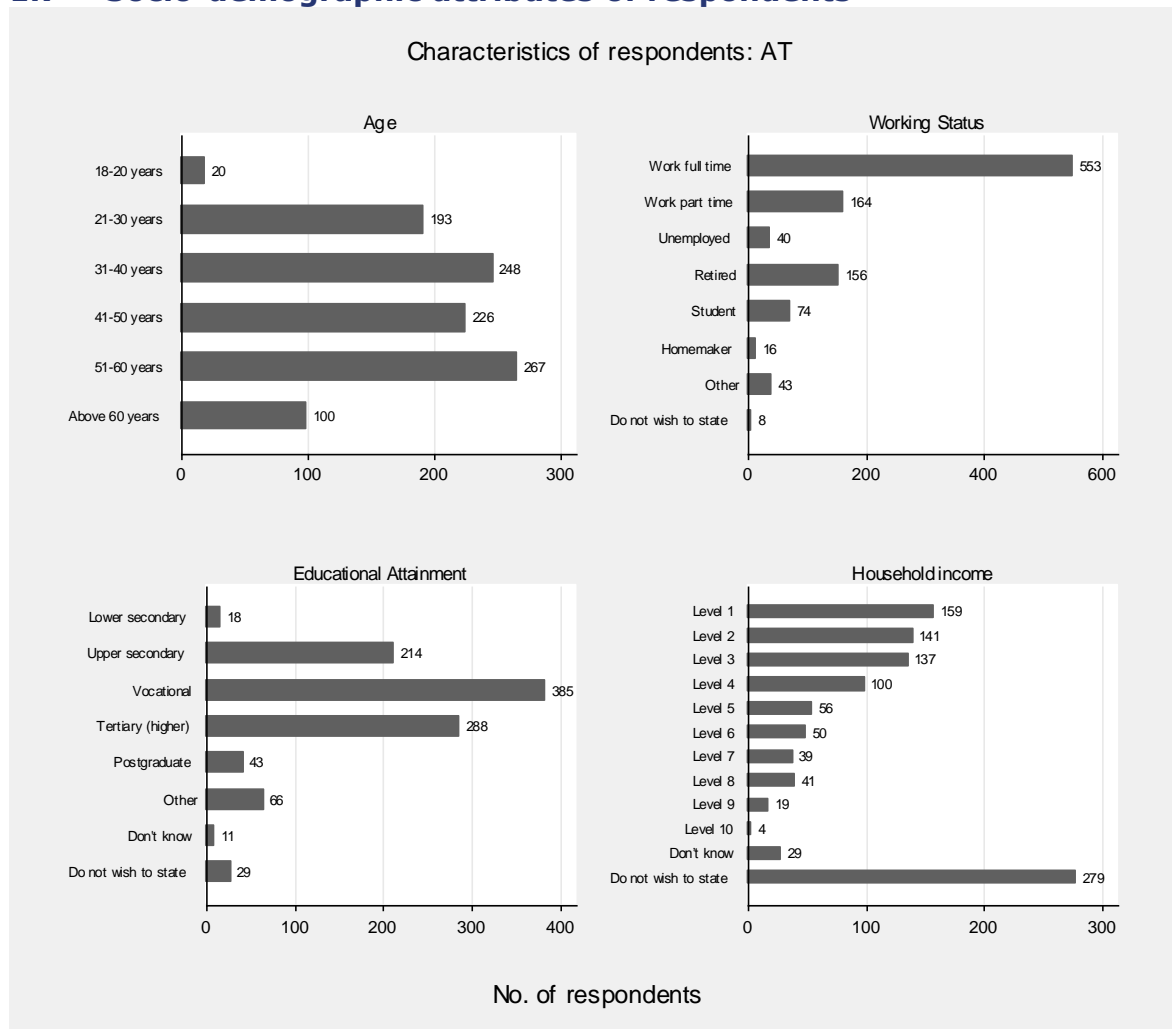 Socio-demographic attributes of respondents
Characteristics of respondents: AT
Age
18-20 years 20
21-30 years 193
31-40 years 248
41-50 years 226
51-60 years 267
Above 60 years 100
0 100 200 300
Working Status
Work full time 553
Work part time 164
Unemployed 40
Retired 156
Student 74
Homemaker 16
Other 43
Do not wish to state 8
0 200 400 600
Educational Attainment
Lower secondary 18
Upper secondary 214
Vocational 385
Tertiary (higher) 288
Postgraduate 43
Other 66
Don't know 11
Do not wish to state 29
0 100 200 300 400
Household income
Level 1 159
Level 2 141
Level 3 137
Level 4 100
Level 5 56
Level 6 50
Level 7 39
Level 8 41
Level 9 19
Level 10 4
Don't know 29
Do not wish to state 279
0 100 200 300
No. of respondents